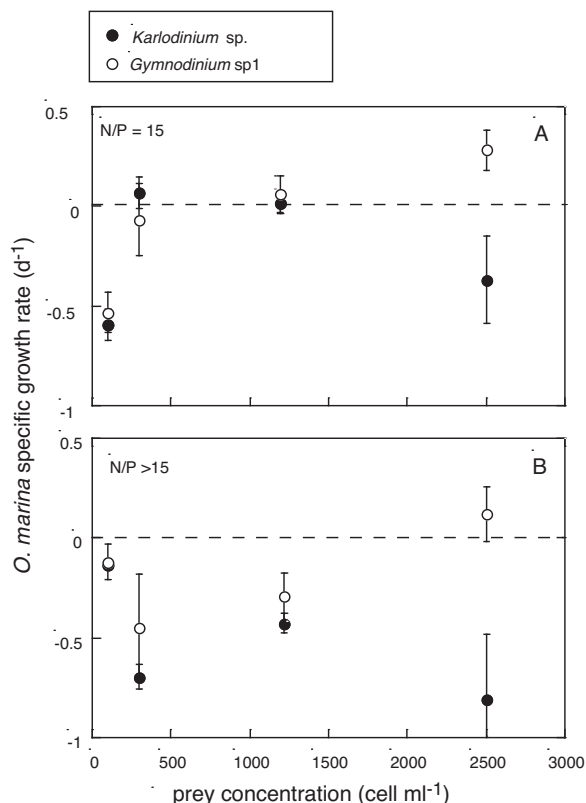 Karlodinium sp.
Gymnodinium sp1
0.5
N/P = 15
A
0
-0.5
-1
0.5
N/P >15
B
0
-0.5
-1
0
500
1000
1500
2000
2500
3000
O. marina specific growth rate (d-1)
prey concentration (cell ml-1)